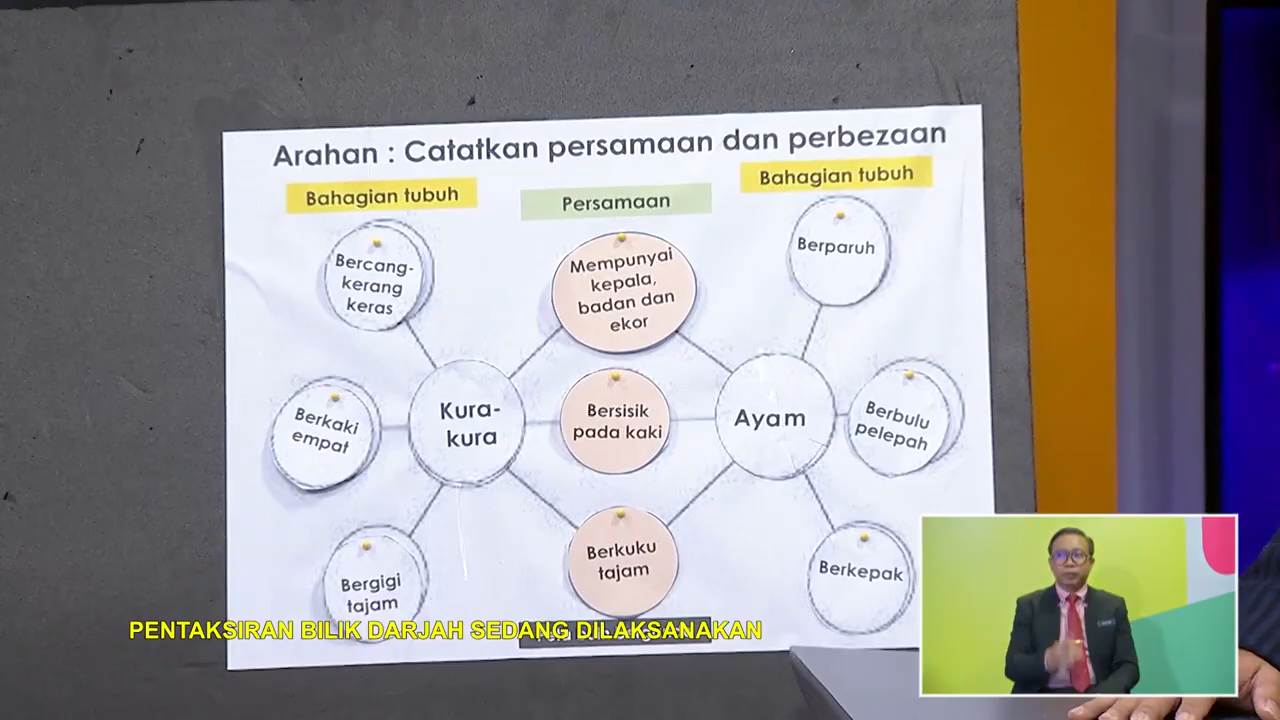 Arahan : Catatkan persamaan dan perbezaan
Bahagian tubuh
Persamaan
Bahagian tubuh
Bercang-
kerang
keras
Mempunyai
kepala,
badan dan
ekor
Berparuh
Berkaki
empat
Kura-
kura
Bersisik
pada kaki
Ayam
Berbulu
pelepah
Bergigi
tajam
Berkuku
tajam
Berkepak
PENTAKSIRAN BILIK DARJAH SEDANG DILAKSANAKAN